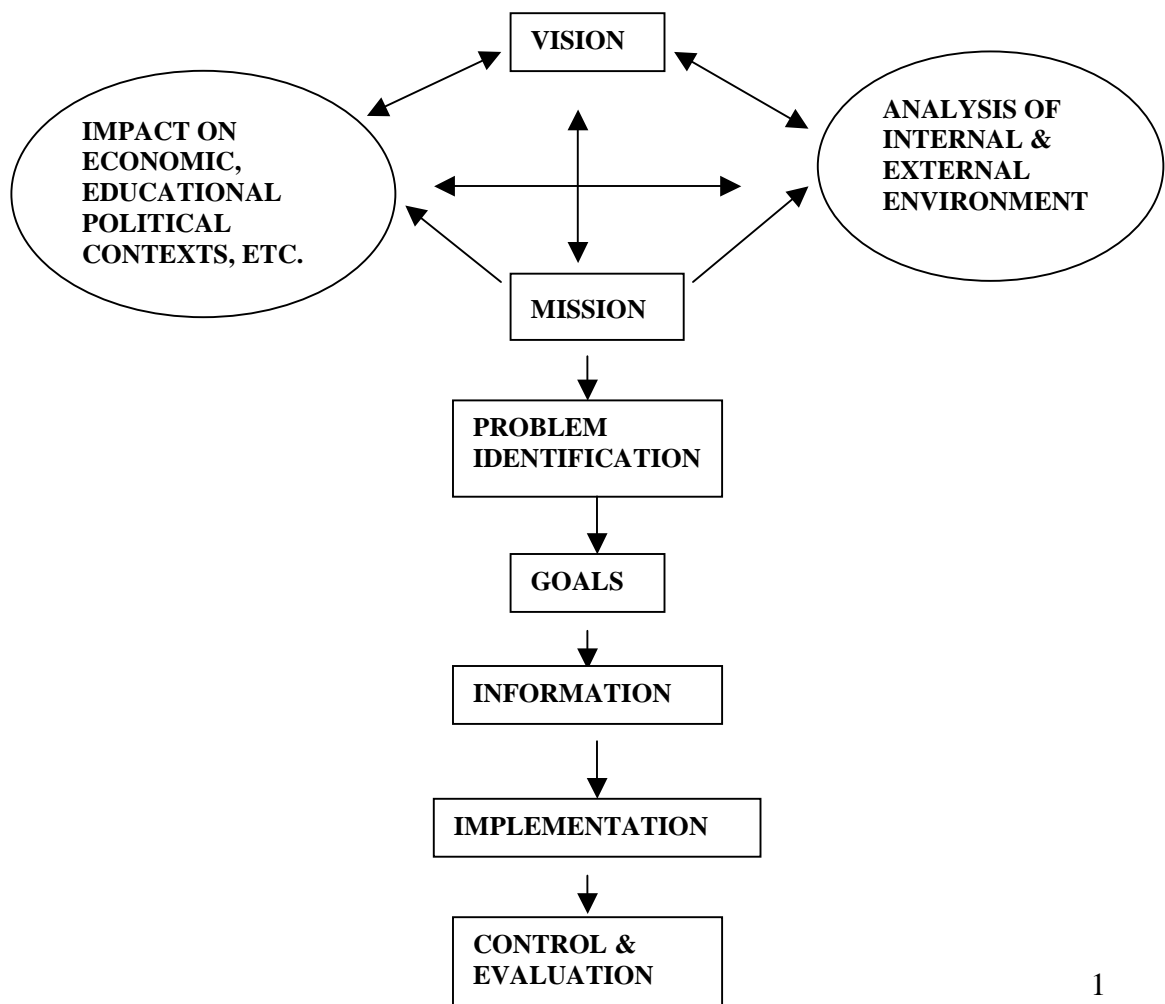 VISION
IMPACT ON
ECONOMIC,
EDUCATIONAL
POLITICAL
CONTEXTS, ETC.
ANALYSIS OF
INTERNAL &
EXTERNAL
ENVIRONMENT
MISSION
PROBLEM
IDENTIFICATION
GOALS
INFORMATION
IMPLEMENTATION
CONTROL &
EVALUATION
1